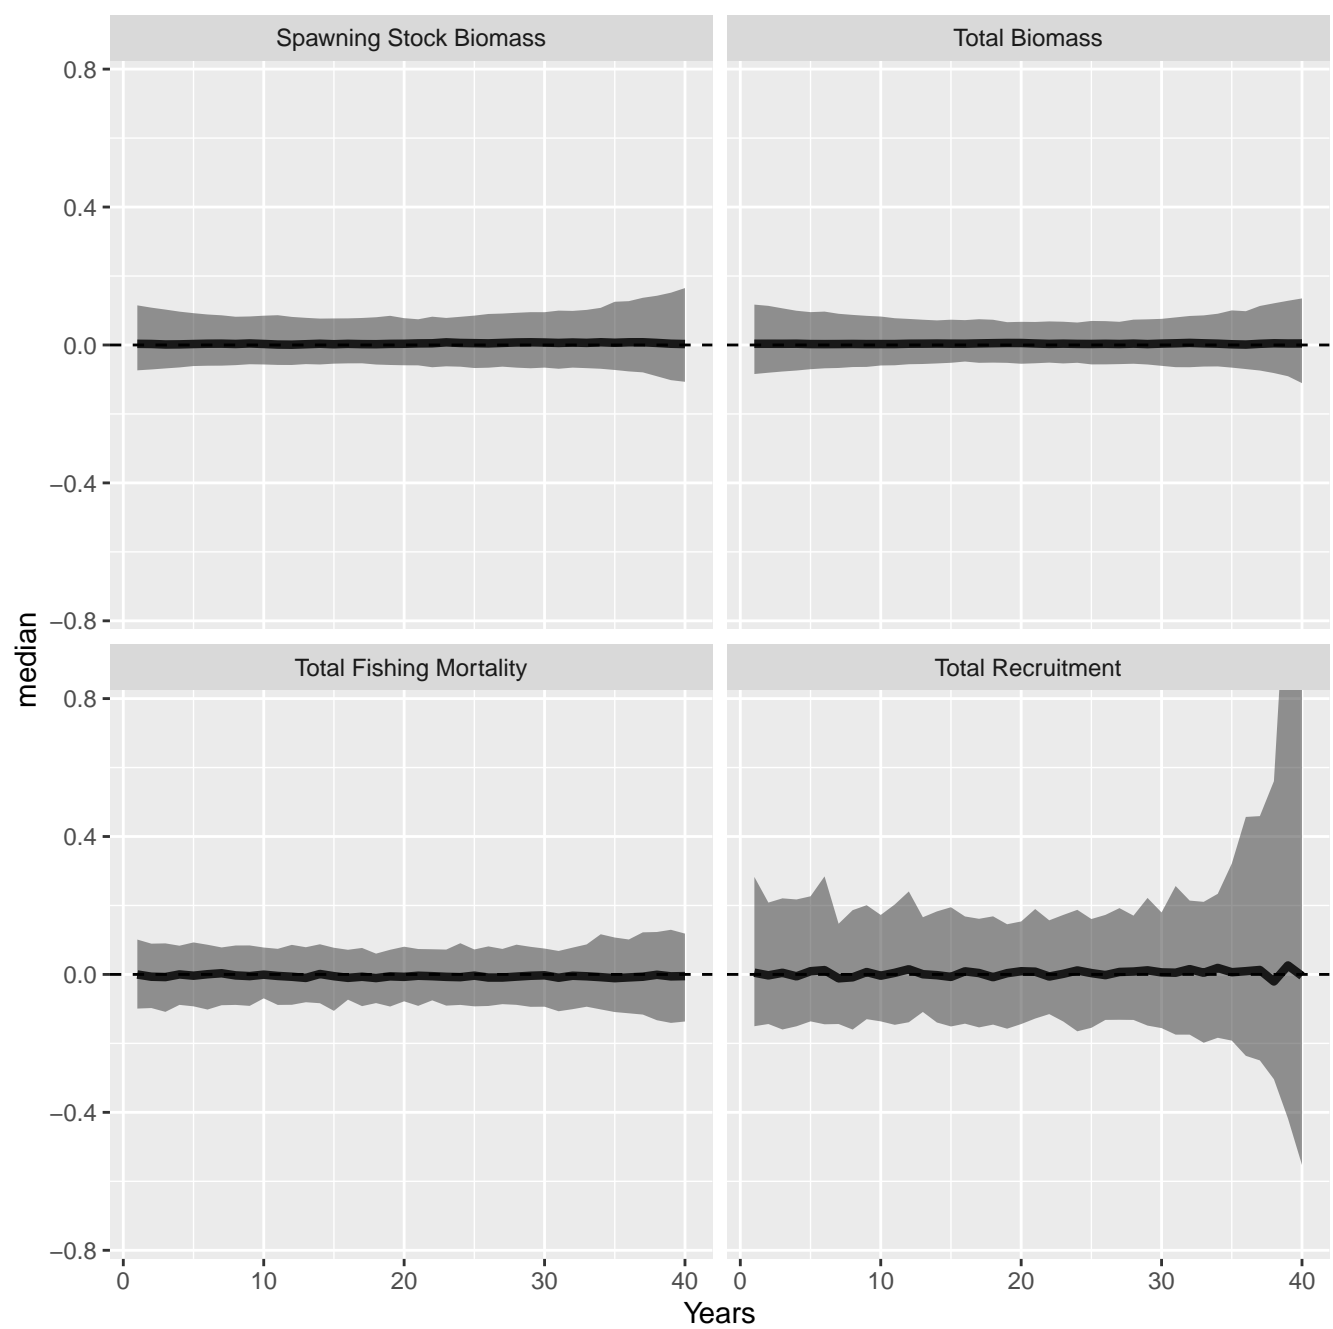 Spawning Stock Biomass
Total Biomass
0.8
0.4
0.0
−0.4
−0.8
median
Total Fishing Mortality
Total Recruitment
0.8
0.4
0.0
−0.4
−0.8
0 10 20 30 40
0 10 20 30 40
Years